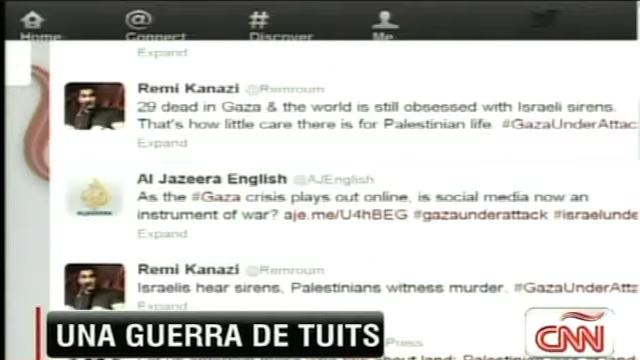 Home
Connect
Discover
Me
Expand
Remi Kanazi @Remroum
29 dead in Gaza & the world is still obsessed with Israeli sirens.
That's how little care there is for Palestinian life. #GazaUnderAttac
Expand
Al Jazeera English @AJEnglish
As the #Gaza crisis plays out online, is social media now an
instrument of war? aje.me/U4hBEG #gazaunderattack #israelunde
Expand
ALJAZEERA
Remi Kanazi @Remroum
Israelis hear sirens, Palestinians witness murder. #GazaUnderAtta
Expand
Press
UNA GUERRA DE TUITS
CNN